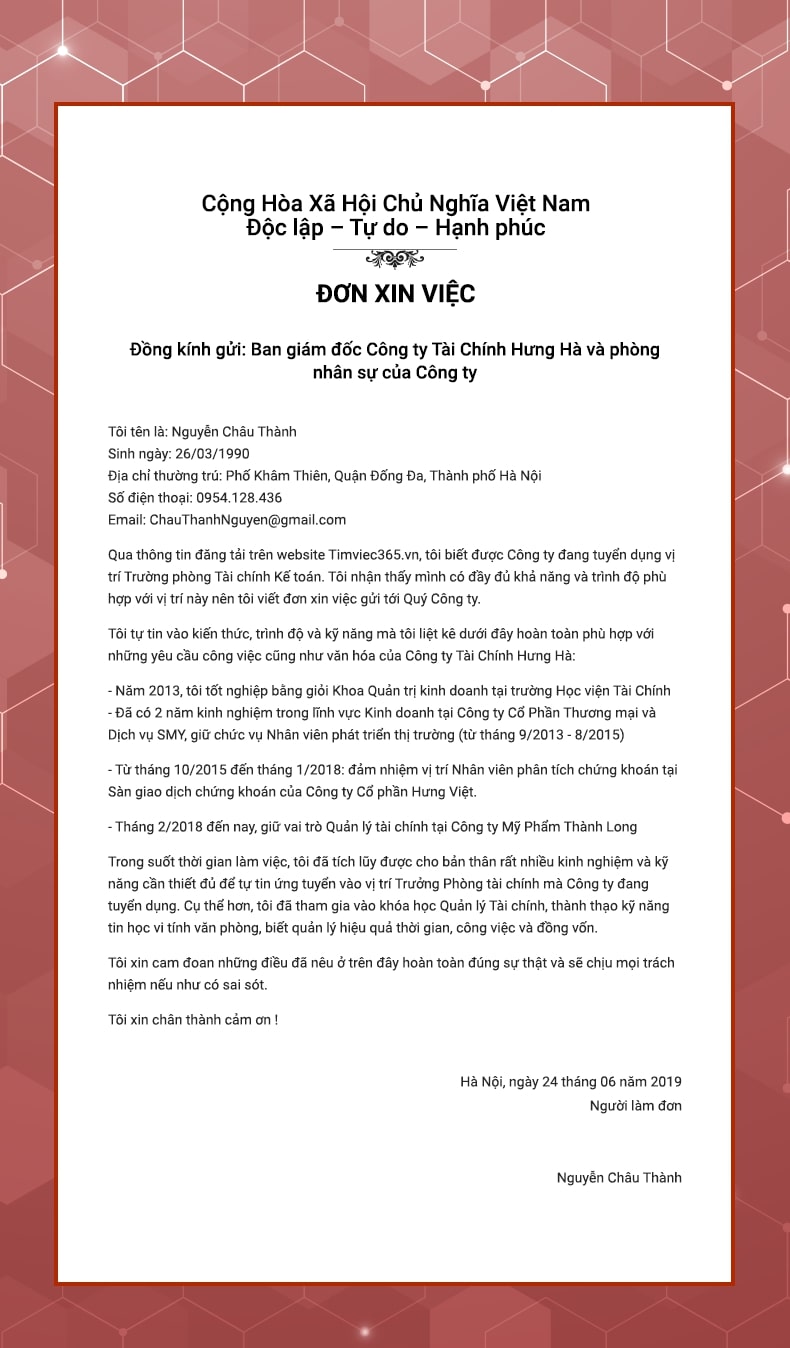 Cộng Hòa Xã Hội Chủ Nghĩa Việt Nam
Độc lập – Tự do – Hạnh phúc
ĐƠN XIN VIỆC
Đồng kính gửi: Ban giám đốc Công ty Tài Chính Hưng Hà và phòng
nhân sự của Công ty
Tôi tên là: Nguyễn Châu Thành
Sinh ngày: 26/03/1990
Địa chỉ thường trú: Phố Khâm Thiên, Quận Đống Đa, Thành phố Hà Nội
Số điện thoại: 0954.128.436
Email: ChauThanhNguyen@gmail.com
Qua thông tin đăng tải trên website Timviec365.vn, tôi biết được Công ty đang tuyển dụng vị
trí Trường phòng Tài chính Kế toán. Tôi nhận thấy mình có đầy đủ khả năng và trình độ phù
hợp với vị trí này nên tôi viết đơn xin việc gửi tới Quý Công ty.
Tôi tự tin vào kiến thức, trình độ và kỹ năng mà tôi liệt kê dưới đây hoàn toàn phù hợp với
những yêu cầu công việc cũng như văn hóa của Công ty Tài Chính Hưng Hà:
- Năm 2013, tôi tốt nghiệp bằng giỏi Khoa Quản trị kinh doanh tại trường Học viện Tài Chính
- Đã có 2 năm kinh nghiệm trong lĩnh vực Kinh doanh tại Công ty Cổ Phần Thương mại và
Dịch vụ SMY, giữ chức vụ Nhân viên phát triển thị trường (từ tháng 9/2013 - 8/2015)
- Từ tháng 10/2015 đến tháng 1/2018: đảm nhiệm vị trí Nhân viên phân tích chứng khoán tại
Sàn giao dịch chứng khoán của Công ty Cổ phần Hưng Việt.
- Tháng 2/2018 đến nay, giữ vai trò Quản lý tài chính tại Công ty Mỹ Phẩm Thành Long
Trong suốt thời gian làm việc, tôi đã tích lũy được cho bản thân rất nhiều kinh nghiệm và kỹ
năng cần thiết đủ để tự tin ứng tuyển vào vị trí Trưởng Phòng tài chính mà Công ty đang
tuyển dụng. Cụ thể hơn, tôi đã tham gia vào khóa học Quản lý Tài chính, thành thạo kỹ năng
tin học vi tính văn phòng, biết quản lý hiệu quả thời gian, công việc và đồng vốn.
Tôi xin cam đoan những điều đã nêu ở trên đây hoàn toàn đúng sự thật và sẽ chịu mọi trách
nhiệm nếu như có sai sót.
Tôi xin chân thành cảm ơn !
Hà Nội, ngày 24 tháng 06 năm 2019
Người làm đơn
Nguyễn Châu Thành